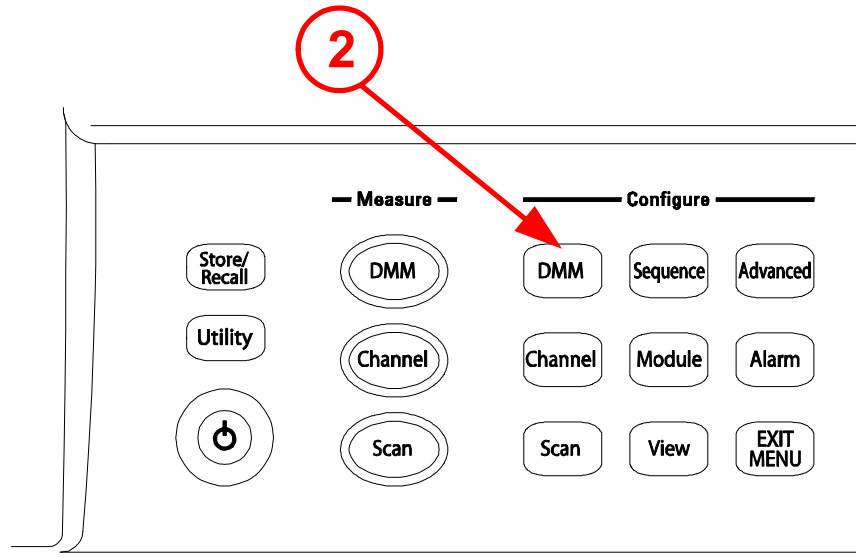 2
Measure
Configure
Store/
Recall
DMM
DMM
Sequence
Advanced
Utility
Channel
Channel
Module
Alarm
Scan
Scan
View
EXIT
MENU